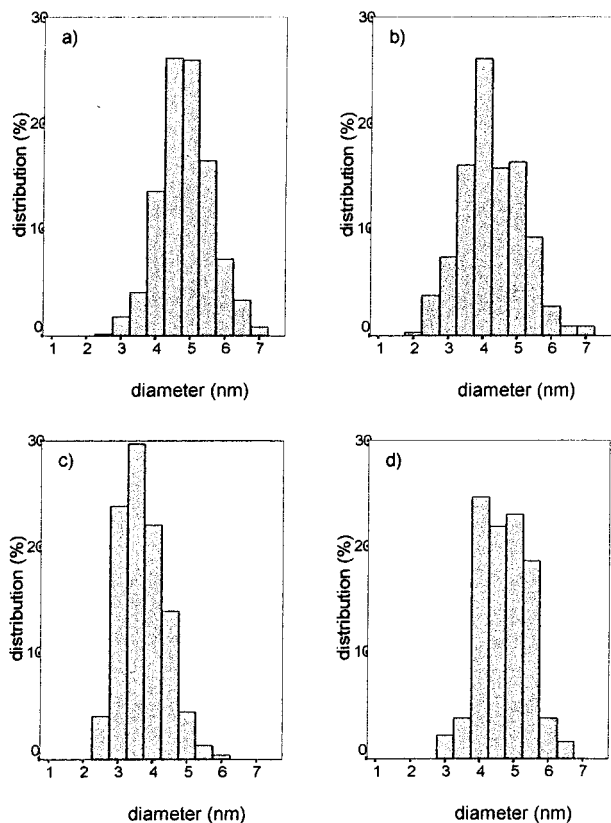 a)
30
20
10
0
distribution (%)
1 2 3 4 5 6 7
diameter (nm)
b)
30
20
10
0
distribution (%)
1 2 3 4 5 6 7
diameter (nm)
c)
30
20
10
0
distribution (%)
1 2 3 4 5 6 7
diameter (nm)
d)
30
20
10
0
distribution (%)
1 2 3 4 5 6 7
diameter (nm)